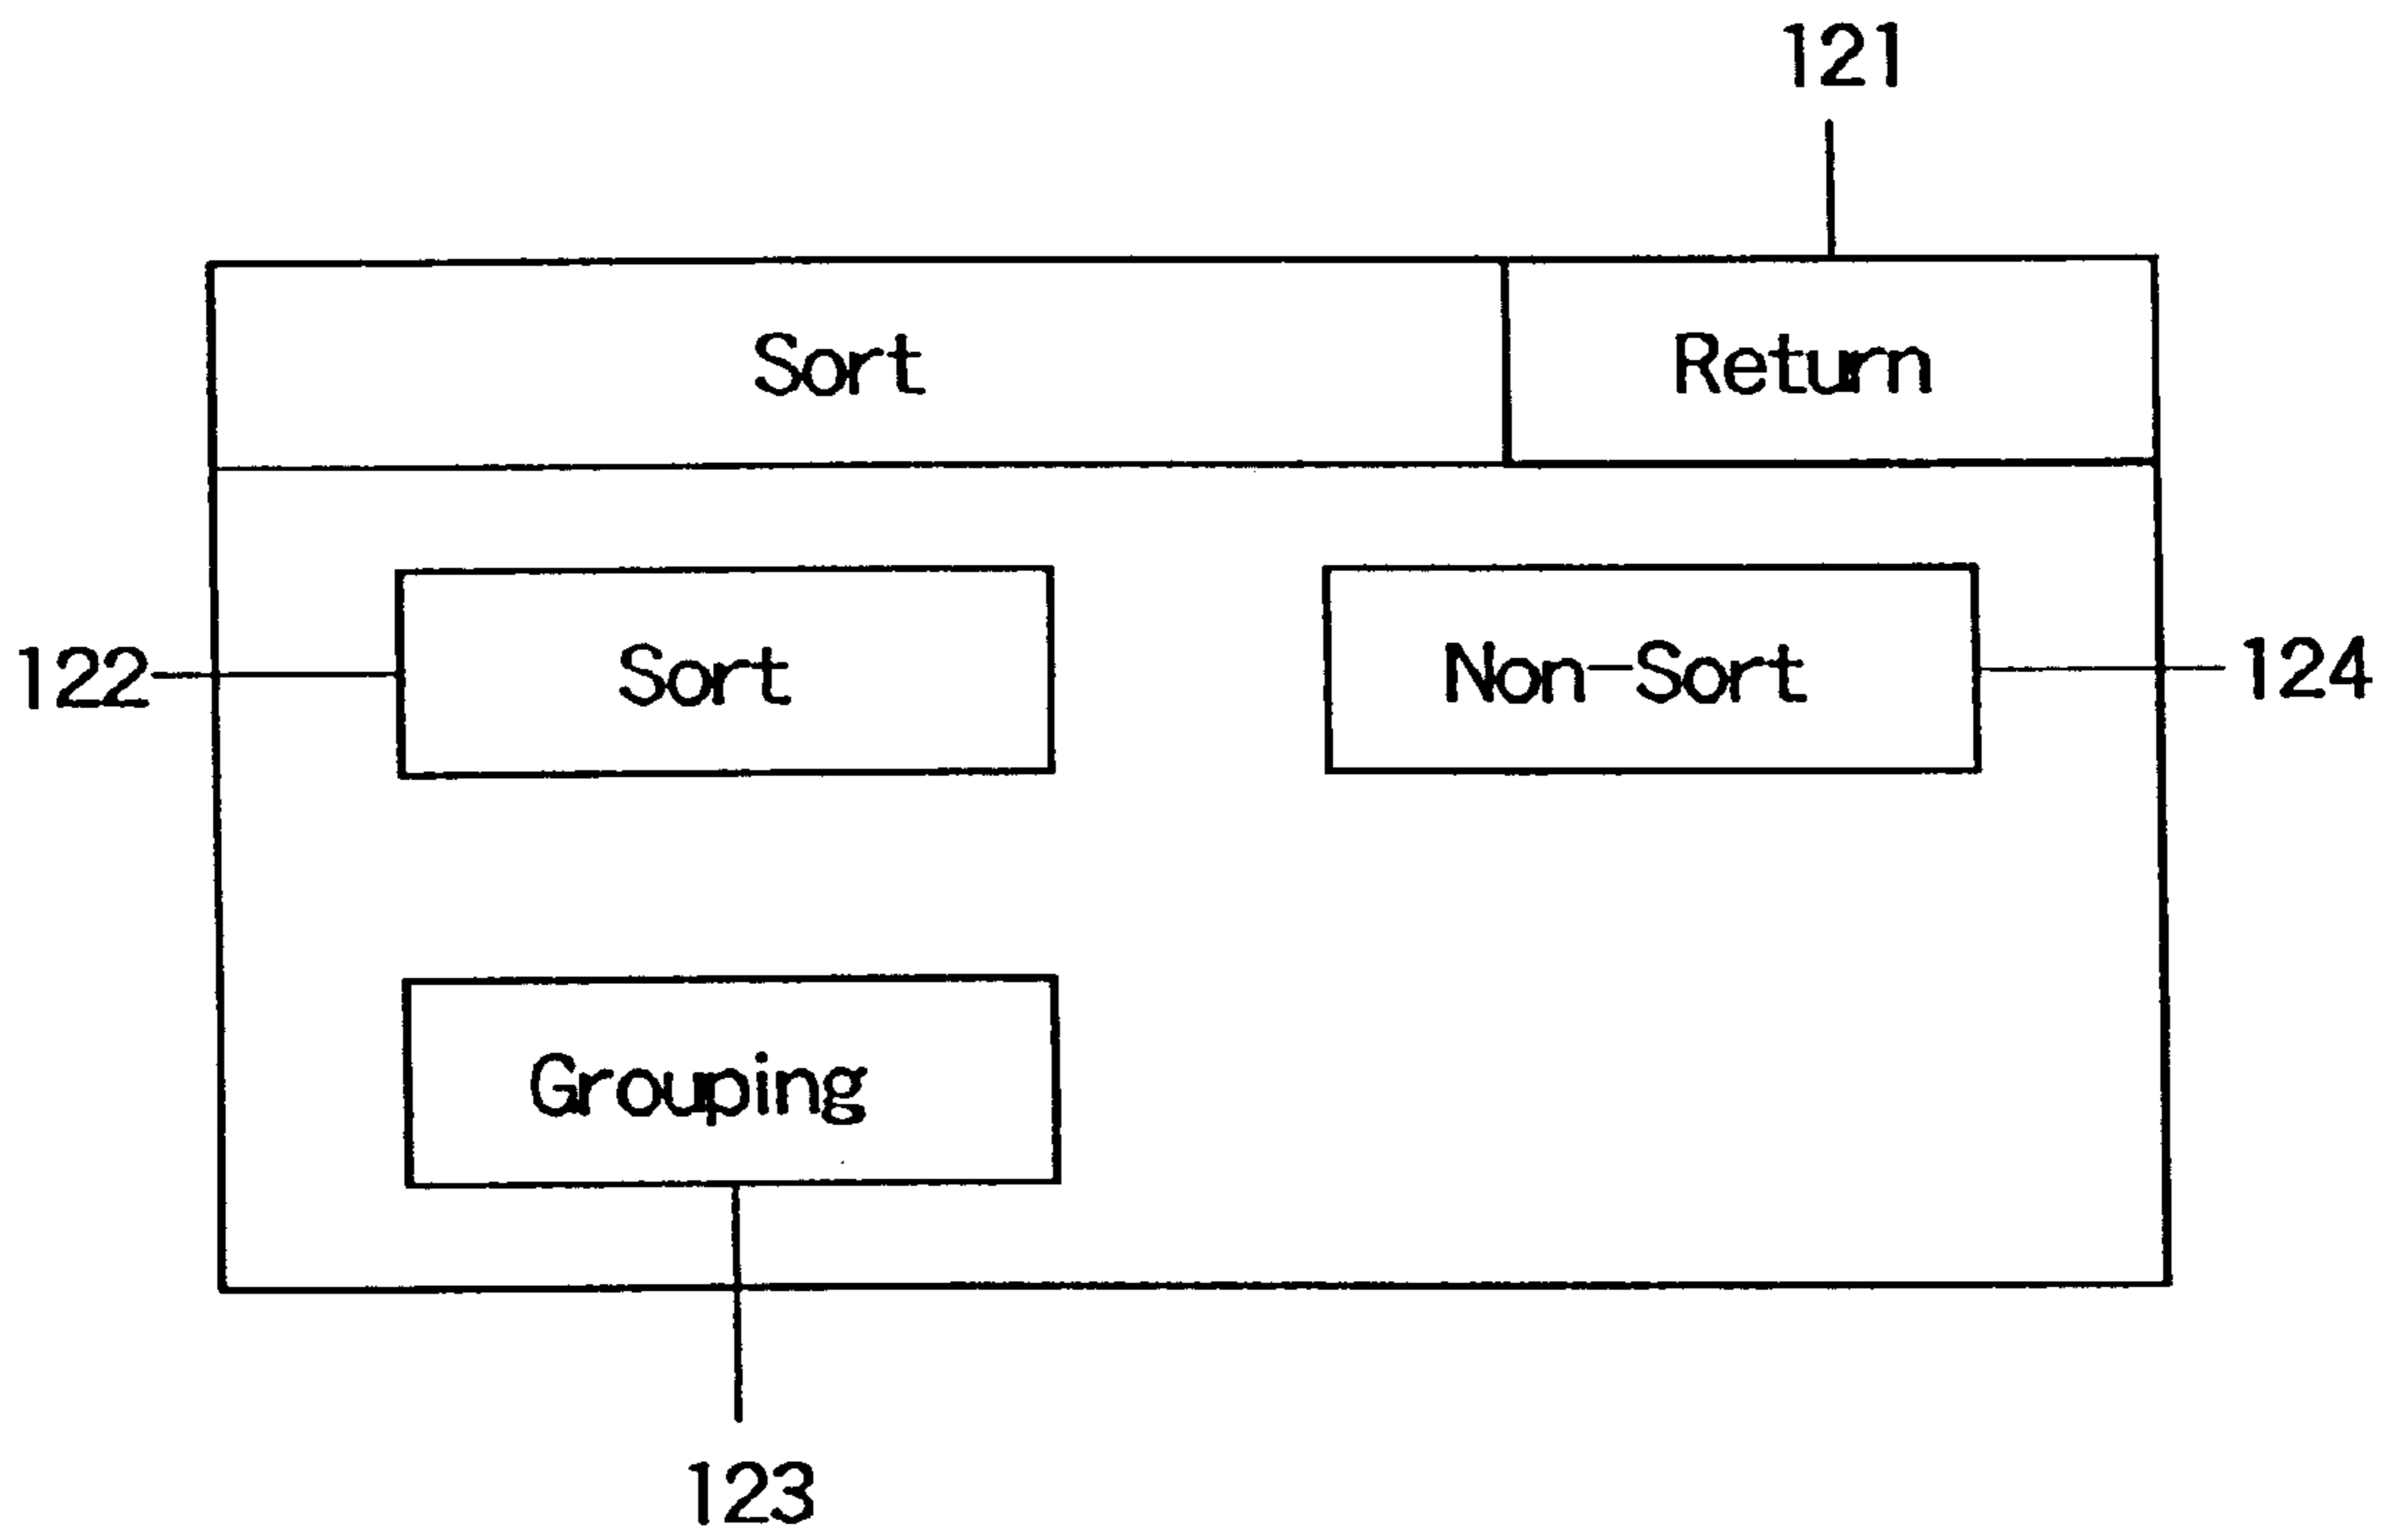 121
Sort Return
122 Sort Non-Sort 124
Grouping
123